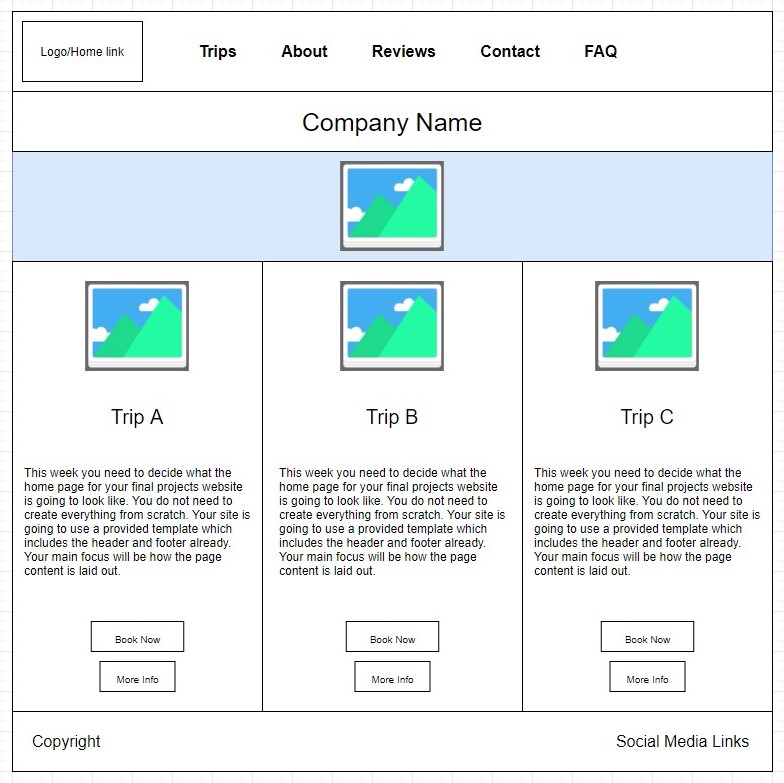 Logo/Home link
Trips About Reviews Contact FAQ
Company Name
Trip A
This week you need to decide what the
home page for your final projects website
is going to look like. You do not need to
create everything from scratch. Your site is
going to use a provided template which
includes the header and footer already.
Your main focus will be how the page
content is laid out.
Book Now
More Info
Trip B
This week you need to decide what the
home page for your final projects website
is going to look like. You do not need to
create everything from scratch. Your site is
going to use a provided template which
includes the header and footer already.
Your main focus will be how the page
content is laid out.
Book Now
More Info
Trip C
This week you need to decide what the
home page for your final projects website
is going to look like. You do not need to
create everything from scratch. Your site is
going to use a provided template which
includes the header and footer already.
Your main focus will be how the page
content is laid out.
Book Now
More Info
Copyright
Social Media Links